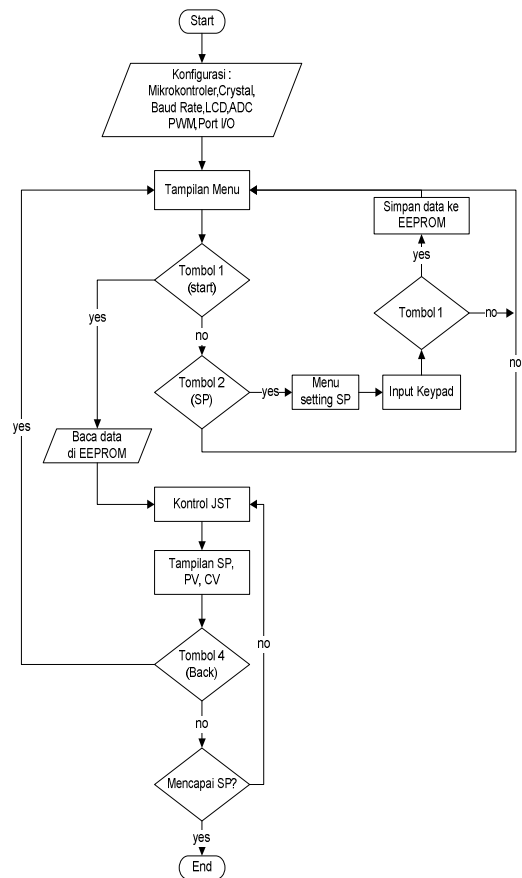 Start
Konfigurasi :
Mikrokontroler,Crystal,
Baud Rate,LCD,ADC
PWM,Port I/O
Tampilan Menu
Simpan data ke
EEPROM
yes
Tombol 1
(start)
Tombol 1
no
yes
no
no
Tombol 2
(SP)
yes
Menu
setting SP
Input Keypad
yes
Baca data
di EEPROM
Kontrol JST
Tampilan SP,
PV, CV
no
Tombol 4
(Back)
no
Mencapai SP?
yes
End